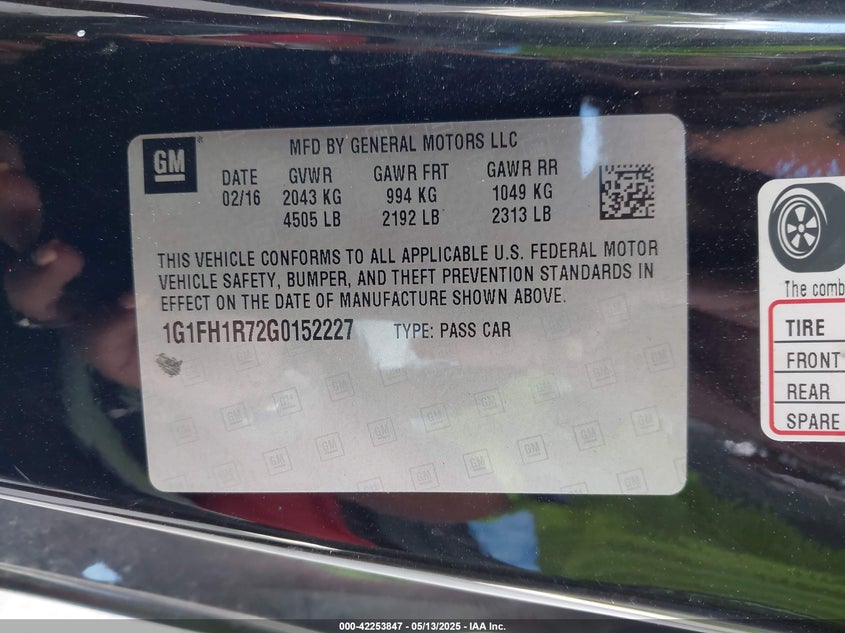 GM
MFD BY GENERAL MOTORS LLC
DATE GVWR GAWR FRT GAWR RR
02/16 2043 KG 994 KG 1049 KG
4505 LB 2192 LB 2313 LB
THIS VEHICLE CONFORMS TO ALL APPLICABLE U.S. FEDERAL MOTOR
VEHICLE SAFETY, BUMPER, AND THEFT PREVENTION STANDARDS IN
EFFECT ON THE DATE OF MANUFACTURE SHOWN ABOVE.
1G1FH1R72G0152227 TYPE: PASS CAR
The comb
TIRE
FRONT
REAR
SPARE
000-42253847 - 05/13/2025 - IAA Inc.